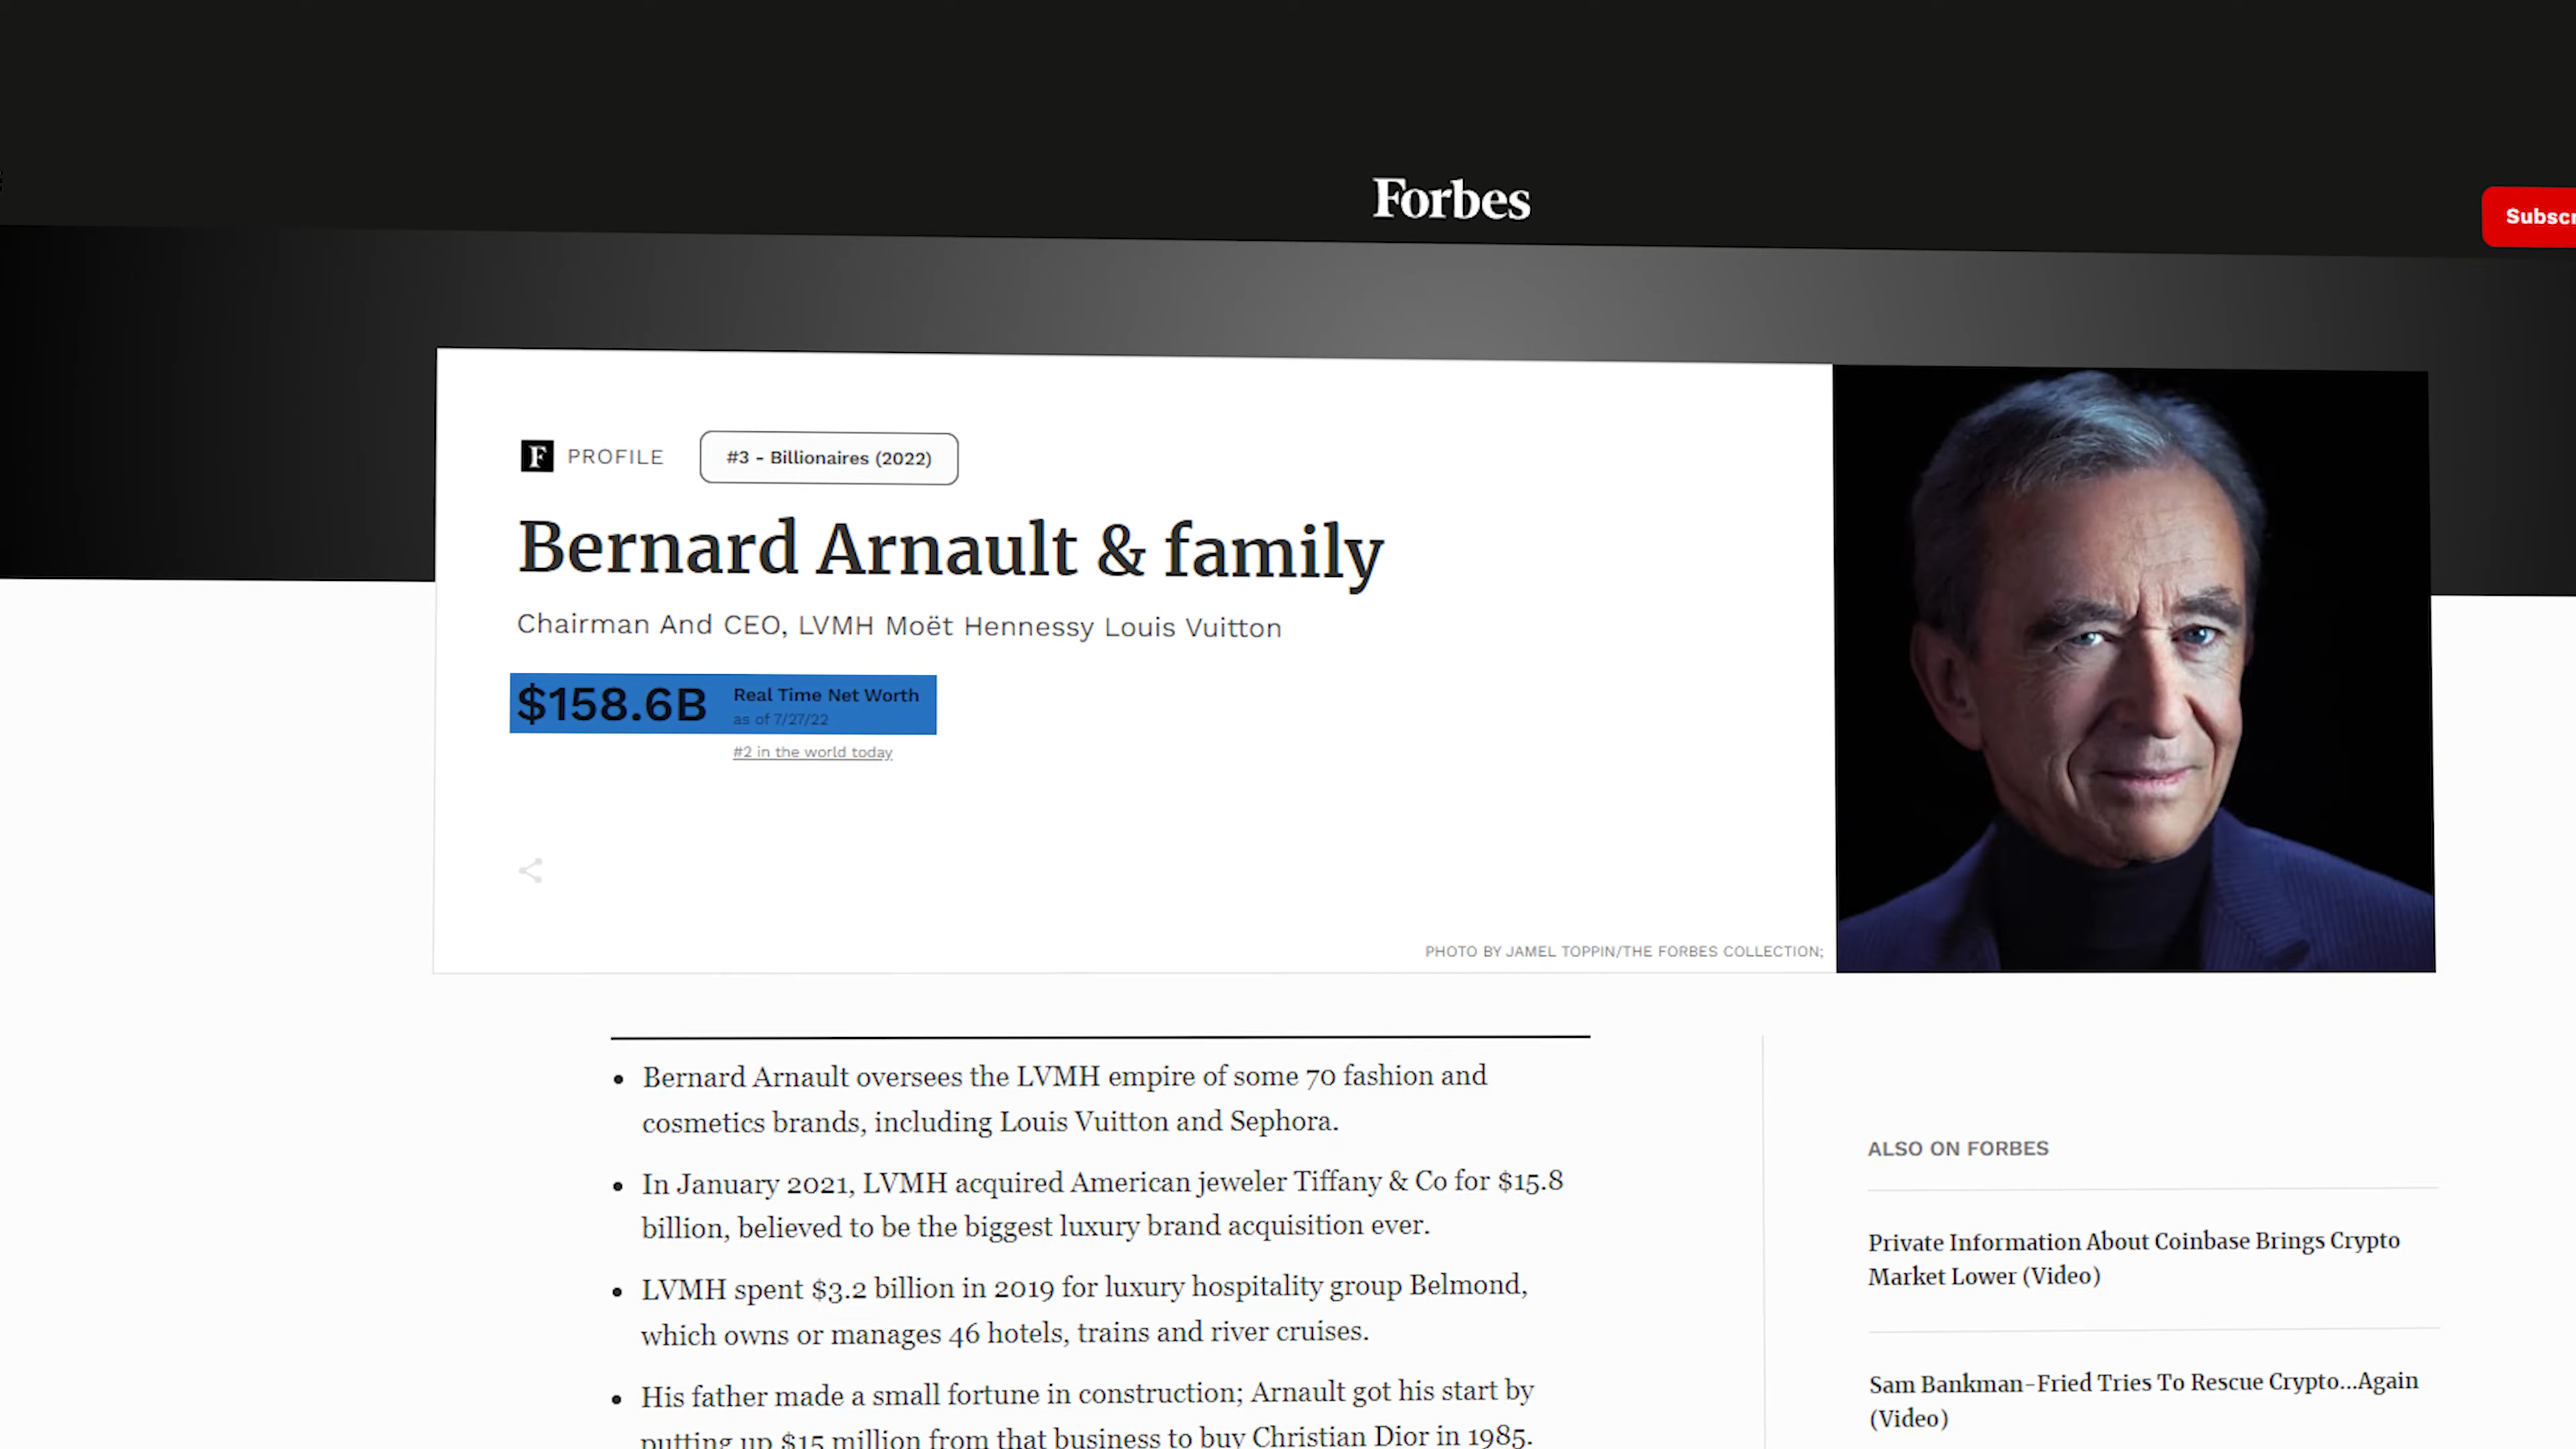 Forbes
Subscr
F PROFILE
#3 - Billionaires (2022)
Bernard Arnault & family
Chairman And CEO, LVMH Moët Hennessy Louis Vuitton
$158.6B
Real Time Net Worth
as of 7/27/22
#2 in the world today
PHOTO BY JAMEL TOPPIN/THE FORBES COLLECTION;
Bernard Arnault oversees the LVMH empire of some 70 fashion and
cosmetics brands, including Louis Vuitton and Sephora.
In January 2021, LVMH acquired American jeweler Tiffany & Co for $15.8
billion, believed to be the biggest luxury brand acquisition ever.
LVMH spent $3.2 billion in 2019 for luxury hospitality group Belmond,
which owns or manages 46 hotels, trains and river cruises.
His father made a small fortune in construction; Arnault got his start by
putting up $15 million from that business to buy Christian Dior in 1985.
ALSO ON FORBES
Private Information About Coinbase Brings Crypto
Market Lower (Video)
Sam Bankman-Fried Tries To Rescue Crypto...Again
(Video)